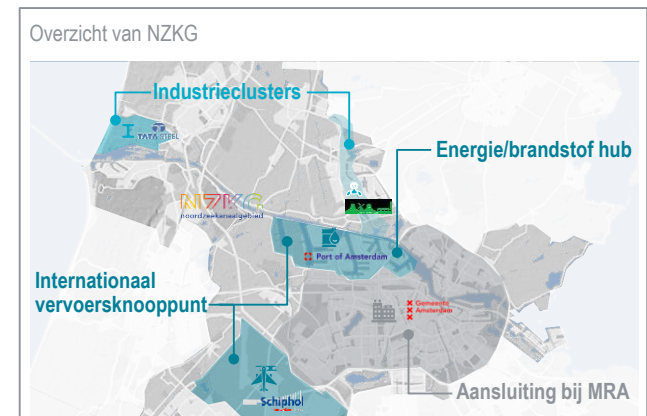 Overzicht van NZKG
Industrieclusters
TATA STEEL
Energie/brandstof hub
NZKG
noordzeekanaalgebied
Port of Amsterdam
Internationaal
vervoersknooppunt
Gemeente
Amsterdam
Schiphol
Aansluiting bij MRA